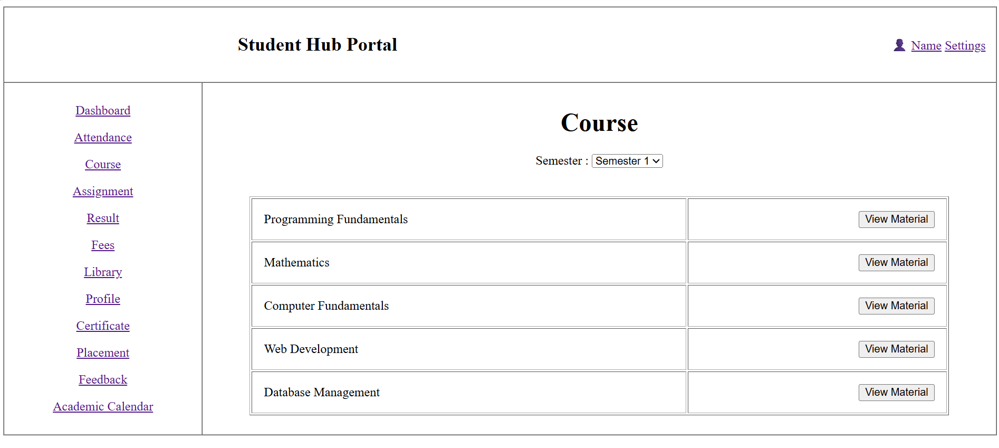 Student Hub Portal
Name Settings
Dashboard
Attendance
Course
Assignment
Result
Fees
Library
Profile
Certificate
Placement
Feedback
Academic Calendar
Course
Semester : Semester 1
Programming Fundamentals View Material
Mathematics View Material
Computer Fundamentals View Material
Web Development View Material
Database Management View Material